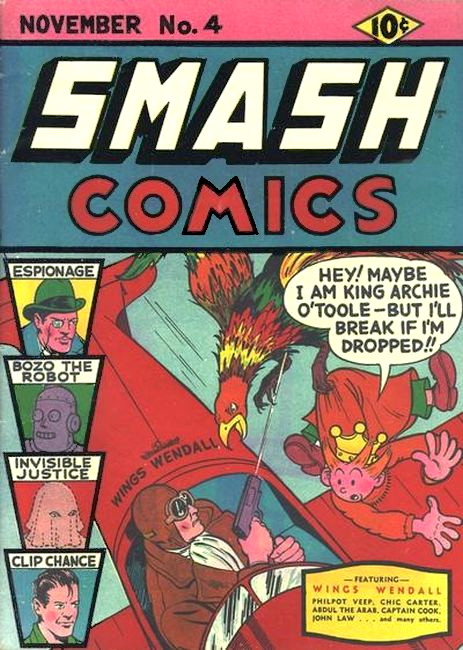 NOVEMBER No. 4
10¢
SMASH
COMICS
ESPIONAGE
BOZO THE
ROBOT
INVISIBLE
JUSTICE
CLIP CHANCE
HEY! MAYBE
I AM KING ARCHIE
O'TOOLE—BUT I'LL
BREAK IF I'M
DROPPED!!
WINGS WENDALL
—FEATURING—
WINGS WENDALL
PHILPOT VEEP, CHIC CARTER,
ABDUL THE ARAB, CAPTAIN COOK,
JOHN LAW . . . and many others.